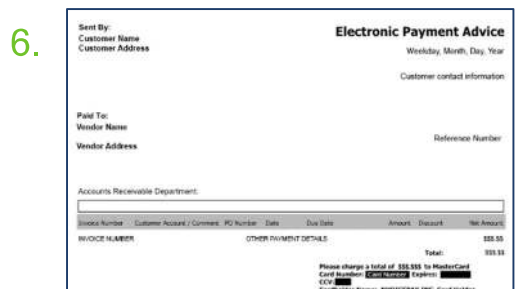 6.
Sent By:
Customer Name
Customer Address
Electronic Payment Advice
Weekday, Month, Day, Year
Customer contact information
Paid To:
Vendor Name
Vendor Address
Reference Number
Accounts Receivable Department:
Invoice Number Customer Account / Comment PO Number Date Due Date Amount Discount Net Amount
INVOICE NUMBER OTHER PAYMENT DETAILS $$$.$$
Total: $$$.$$
Please charge a total of $$$.$$$ to MasterCard
Card Number: Card Number Expires:
CCV: